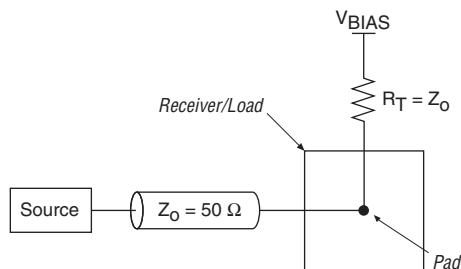 VBIAS
RT = Zo
Receiver/Load
Source
Zo = 50 Ω
Pad